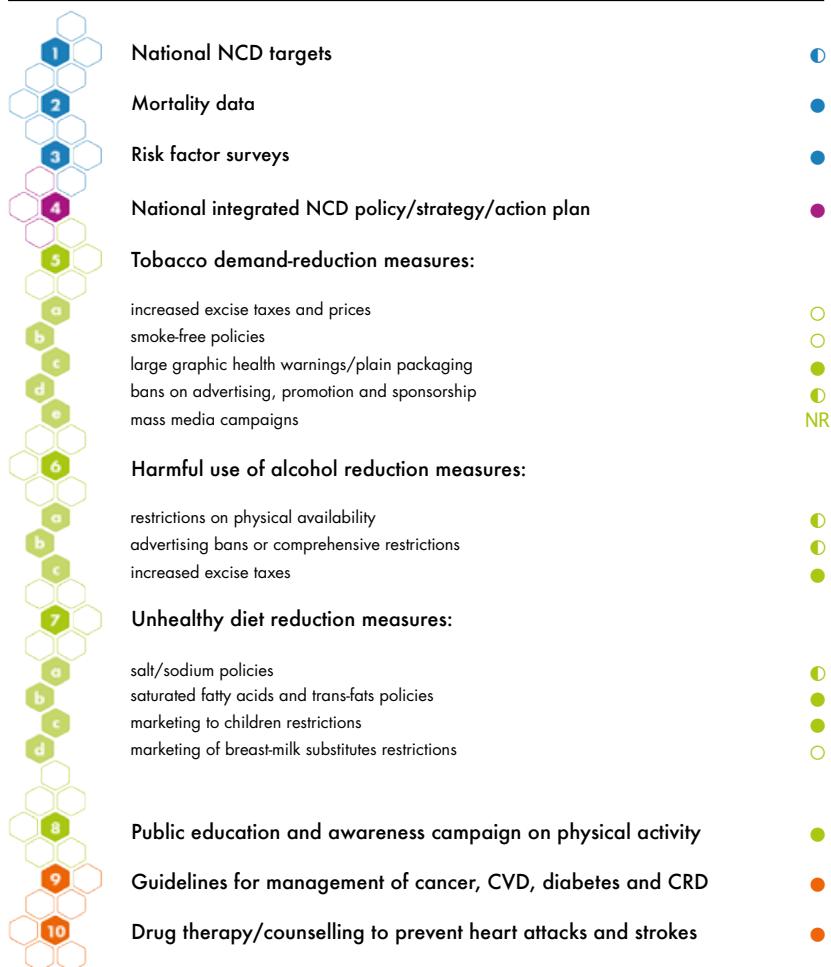 1 National NCD targets
2 Mortality data
3 Risk factor surveys
4 National integrated NCD policy/strategy/action plan
5 Tobacco demand-reduction measures:
a increased excise taxes and prices
b smoke-free policies
c large graphic health warnings/plain packaging
d bans on advertising, promotion and sponsorship
e mass media campaigns NR
6 Harmful use of alcohol reduction measures:
a restrictions on physical availability
b advertising bans or comprehensive restrictions
c increased excise taxes
7 Unhealthy diet reduction measures:
a salt/sodium policies
b saturated fatty acids and trans-fats policies
c marketing to children restrictions
d marketing of breast-milk substitutes restrictions
8 Public education and awareness campaign on physical activity
9 Guidelines for management of cancer, CVD, diabetes and CRD
10 Drug therapy/counselling to prevent heart attacks and strokes